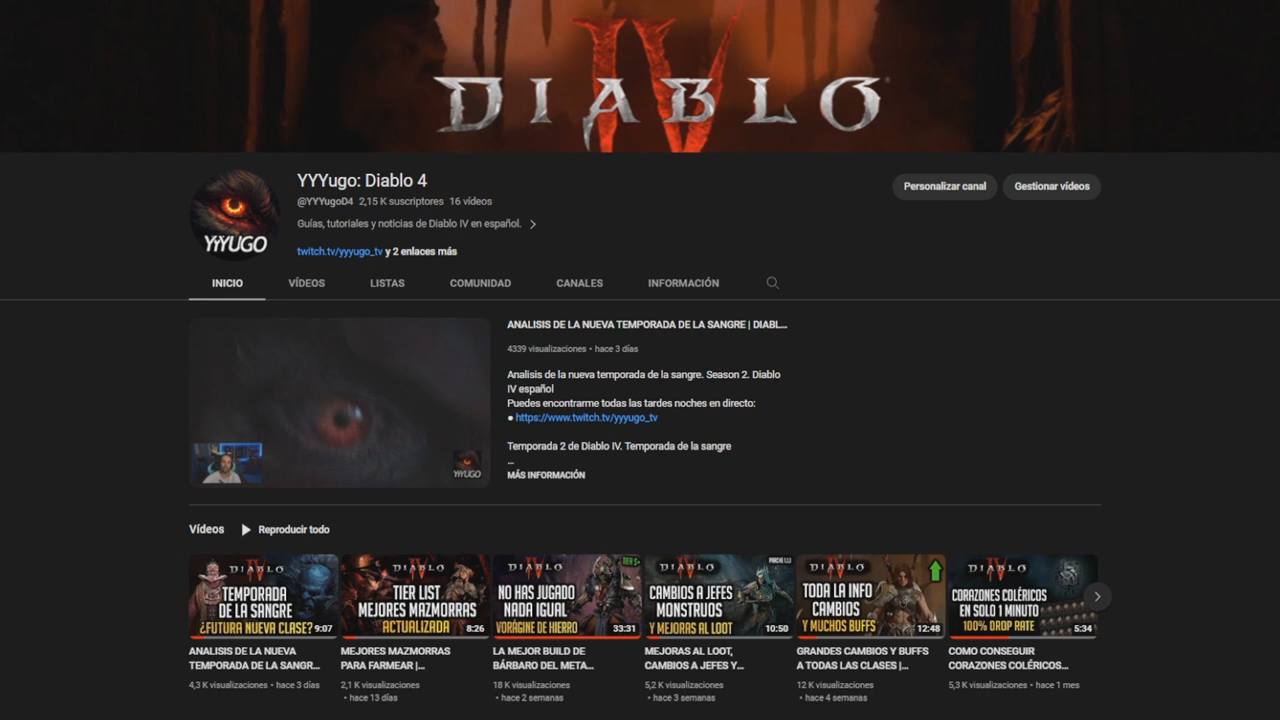 DIABLO
IV
YYYugo: Diablo 4
@YYYugoD4 2,15 K suscriptores 16 vídeos
Guías, tutoriales y noticias de Diablo IV en español.
twitch.tv/yyyugo_tv y 2 enlaces más
YYYUGO
Personalizar canal
Gestionar vídeos
INICIO
VÍDEOS
LISTAS
COMUNIDAD
CANALES
INFORMACIÓN
YYYUGO
ANALISIS DE LA NUEVA TEMPORADA DE LA SANGRE | DIABL...
4339 visualizaciones • hace 3 días
Analisis de la nueva temporada de la sangre. Season 2. Diablo
IV español
Puedes encontrarme todas las tardes noches en directo:
● https://www.twitch.tv/yyyugo_tv
Temporada 2 de Diablo IV. Temporada de la sangre
...
MÁS INFORMACIÓN
Vídeos
Reproducir todo
DIABLO IV
TEMPORADA
DE LA SANGRE
¿FUTURA NUEVA CLASE?
9:07
ANALISIS DE LA NUEVA
TEMPORADA DE LA SANGR...
4,3 K visualizaciones • hace 3 días
DIABLO IV
TIER LIST
MEJORES MAZMORRAS
ACTUALIZADA
8:26
MEJORES MAZMORRAS
PARA FARMEAR |...
2,1 K visualizaciones
• hace 13 días
DIABLO IV
NO HAS JUGADO
NADA IGUAL
VORÁGINE DE HIERRO
33:31
LA MEJOR BUILD DE
BÁRBARO DEL META...
18 K visualizaciones
• hace 2 semanas
DIABLO IV
CAMBIOS A JEFES
MONSTRUOS
Y MEJORAS AL LOOT
10:50
MEJORAS AL LOOT,
CAMBIOS A JEFES Y...
5,2 K visualizaciones
• hace 3 semanas
DIABLO IV
TODA LA INFO
CAMBIOS
Y MUCHOS BUFFS
12:48
GRANDES CAMBIOS Y BUFFS
A TODAS LAS CLASES |...
12 K visualizaciones
• hace 4 semanas
DIABLO IV
CORAZONES COLÉRICOS
EN SOLO 1 MINUTO
100% DROP RATE
5:34
COMO CONSEGUIR
CORAZONES COLÉRICOS...
5,3 K visualizaciones • hace 1 mes